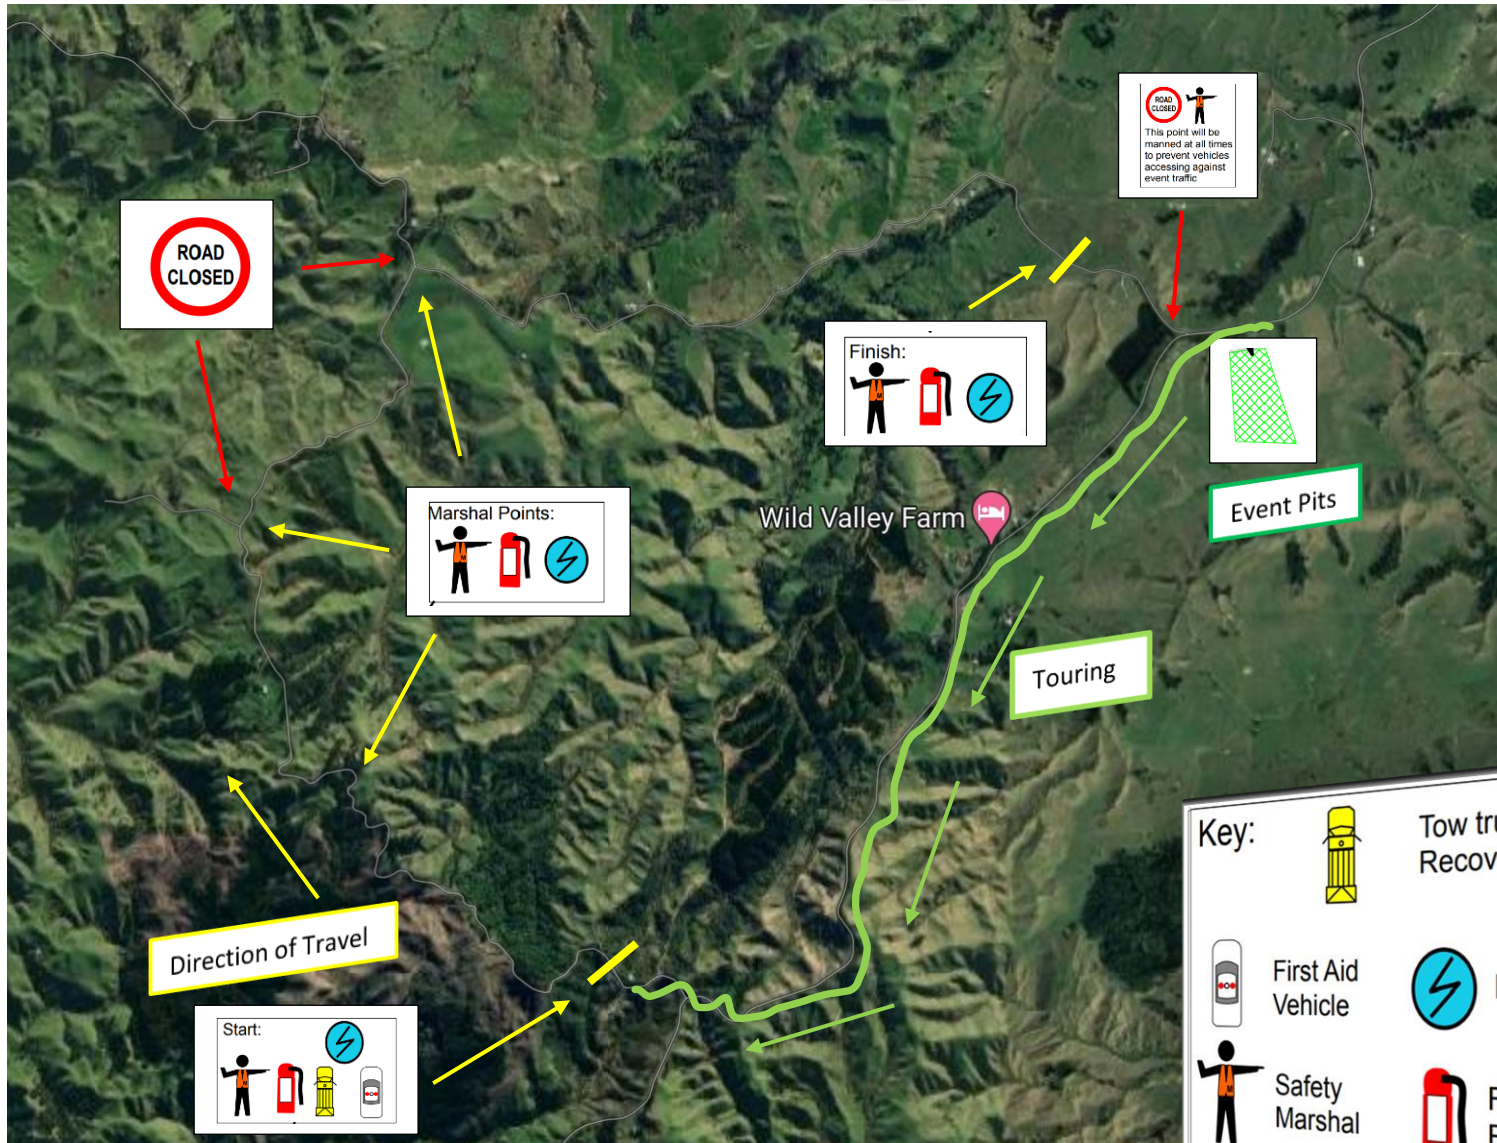 ROAD
CLOSED
This point will be
manned at all times
to prevent vehicles
accessing against
event traffic
ROAD
CLOSED
Finish:
M
Event Pits
Marshal Points:
M
Wild Valley Farm
Touring
Direction of Travel
Start:
M
Key:
Tow
Recov
First Aid
Vehicle
Safety
Marshal
M